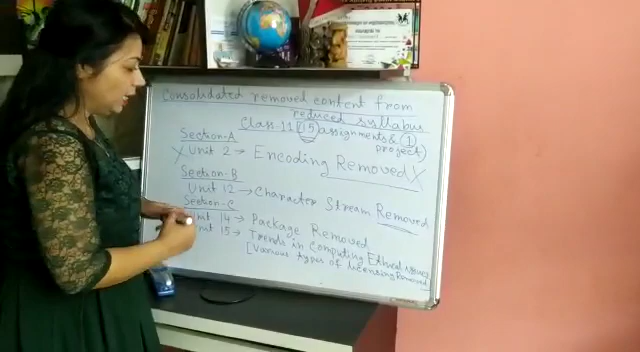 Consolidated removed content from
reduced syllabus
Class-11 (15) assignments & (1)
project)
Section-A
X Unit 2 → Encoding Removed X
Section-B
Unit 12 → Character Stream Removed
Section-C
Unit 14 → Package Removed
Unit 15 → Trends in Computing Ethical Issues
[Various types of licensing Removed